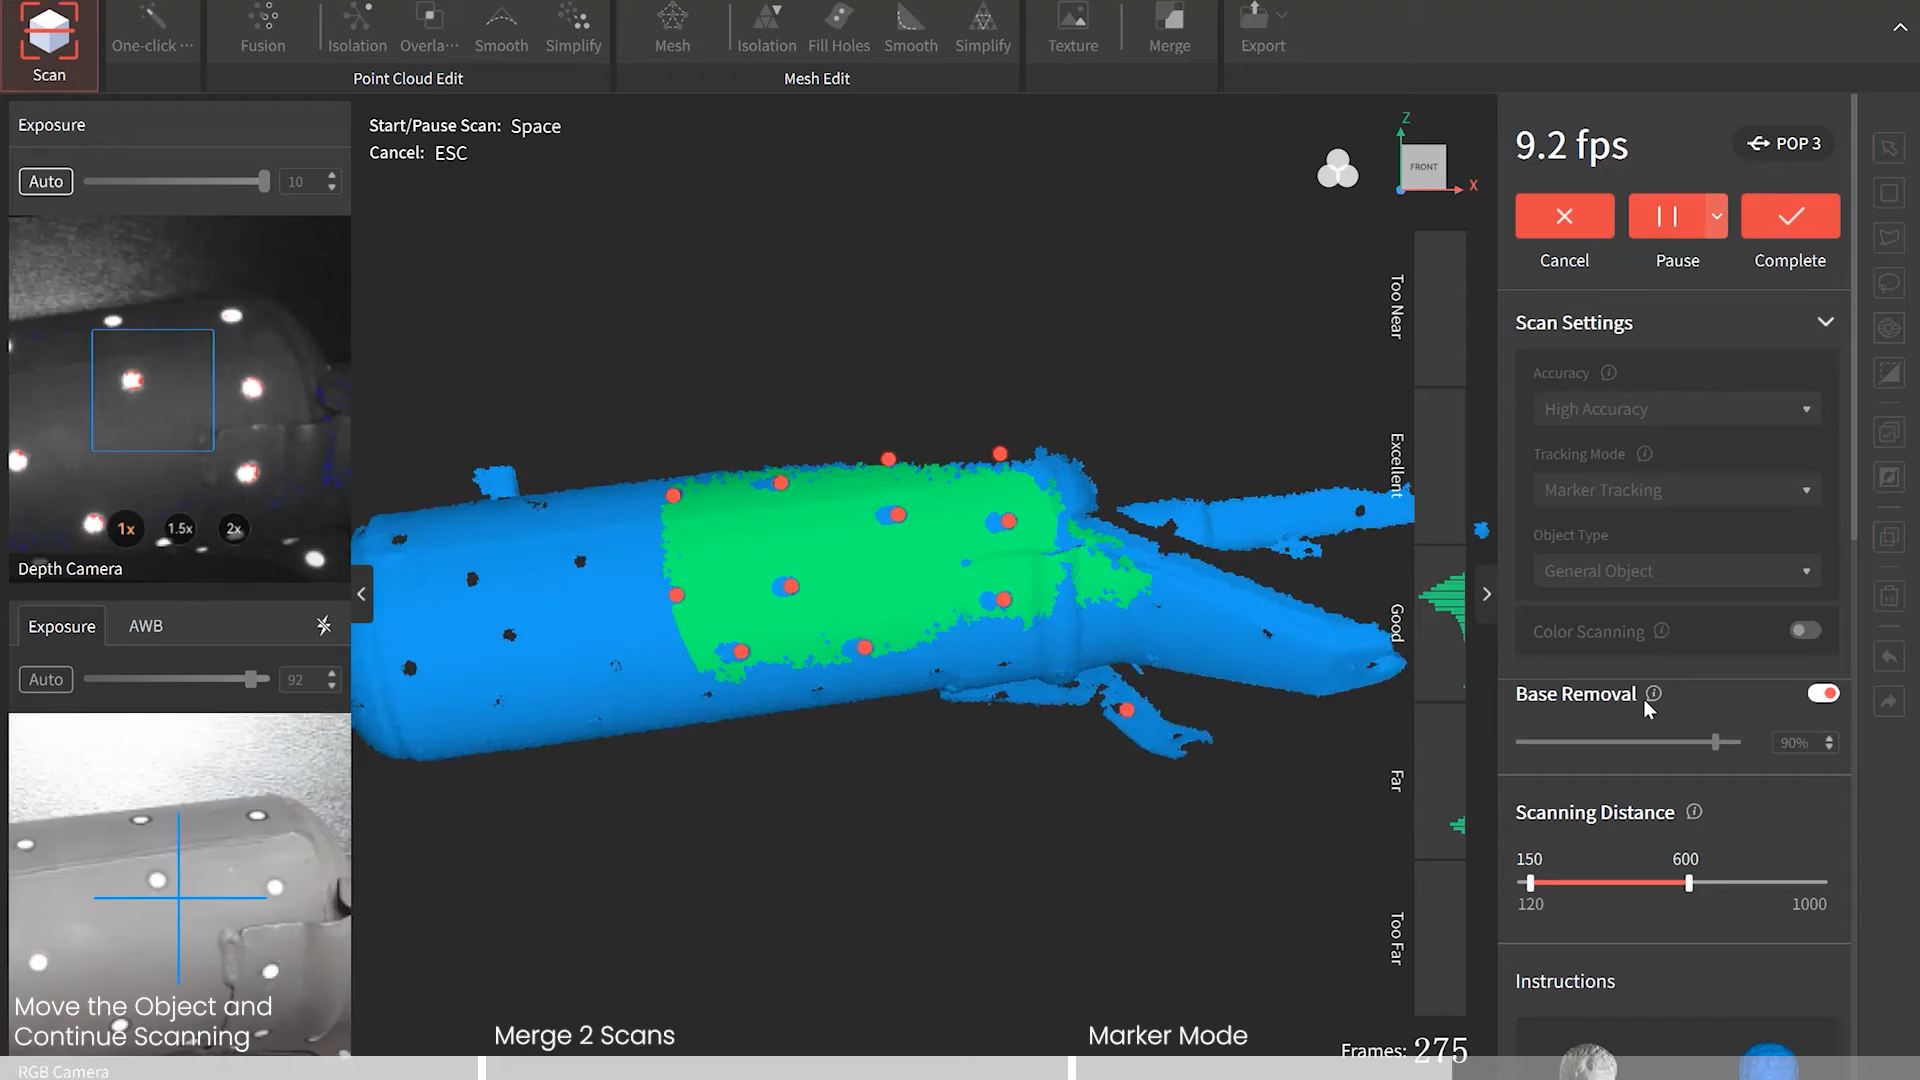 Scan
One-click ···
Fusion
Isolation
Overla···
Smooth
Simplify
Point Cloud Edit
Mesh
Isolation
Fill Holes
Smooth
Simplify
Mesh Edit
Texture
Merge
Export
Exposure
Auto
10
1x
1.5x
2x
Depth Camera
Exposure
AWB
Auto
92
Move the Object and
Continue Scanning
RGB Camera
Start/Pause Scan: Space
Cancel: ESC
Z
FRONT
X
Too Near
Excellent
Good
Far
Too Far
Merge 2 Scans
Marker Mode
Frames: 275
9.2 fps
POP 3
Cancel
Pause
Complete
Scan Settings
Accuracy
High Accuracy
Tracking Mode
Marker Tracking
Object Type
General Object
Color Scanning
Base Removal
90%
Scanning Distance
150
600
120
1000
Instructions